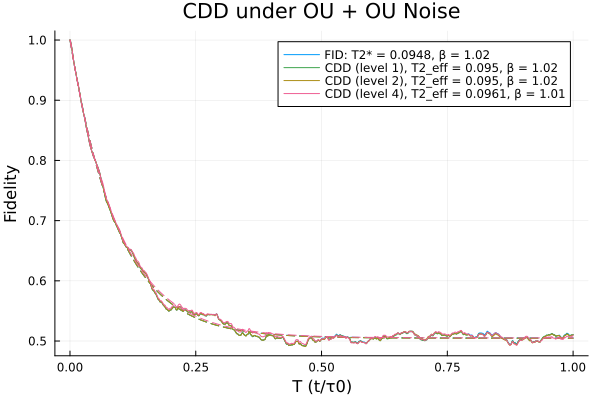 CDD under OU + OU Noise
FID: T2* = 0.0948, β = 1.02
CDD (level 1), T2_eff = 0.095, β = 1.02
CDD (level 2), T2_eff = 0.095, β = 1.02
CDD (level 4), T2_eff = 0.0961, β = 1.01
Fidelity
1.0
0.9
0.8
0.7
0.6
0.5
0.00 0.25 0.50 0.75 1.00
T (t/τ0)